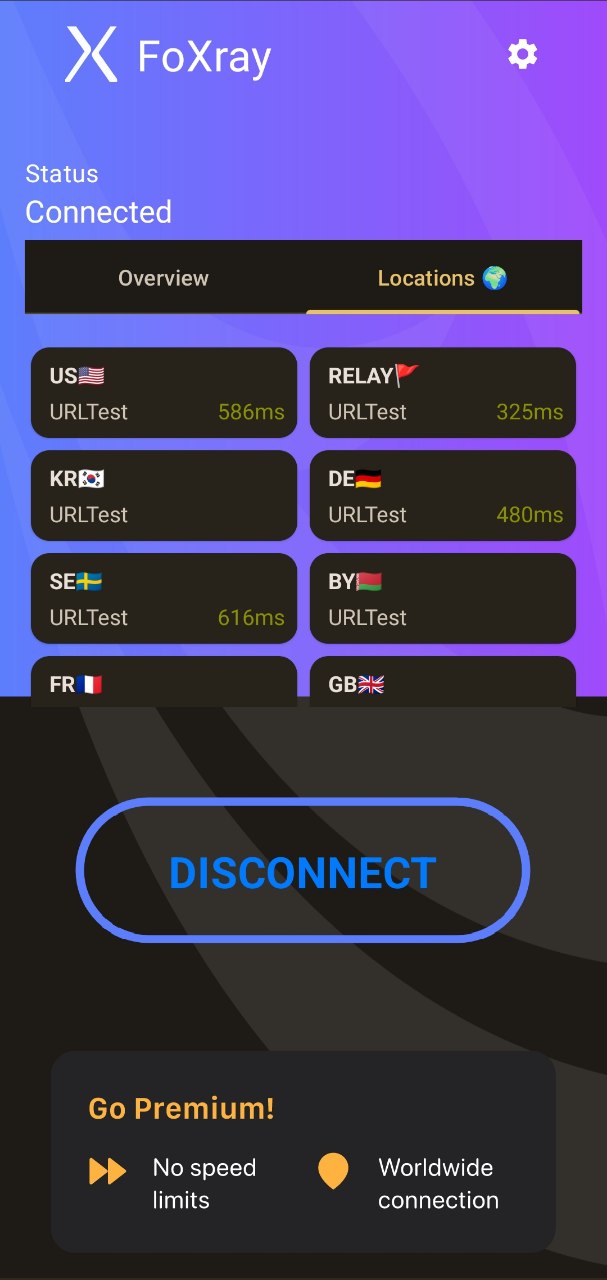 FoXray
Status
Connected
Overview
Locations 🌍
US🇺🇸
URLTest 586ms
RELAY🚩
URLTest 325ms
KR🇰🇷
URLTest
DE🇩🇪
URLTest 480ms
SE🇸🇪
URLTest 616ms
BY🇧🇾
URLTest
FR🇫🇷
GB🇬🇧
DISCONNECT
Go Premium!
No speed
limits
Worldwide
connection